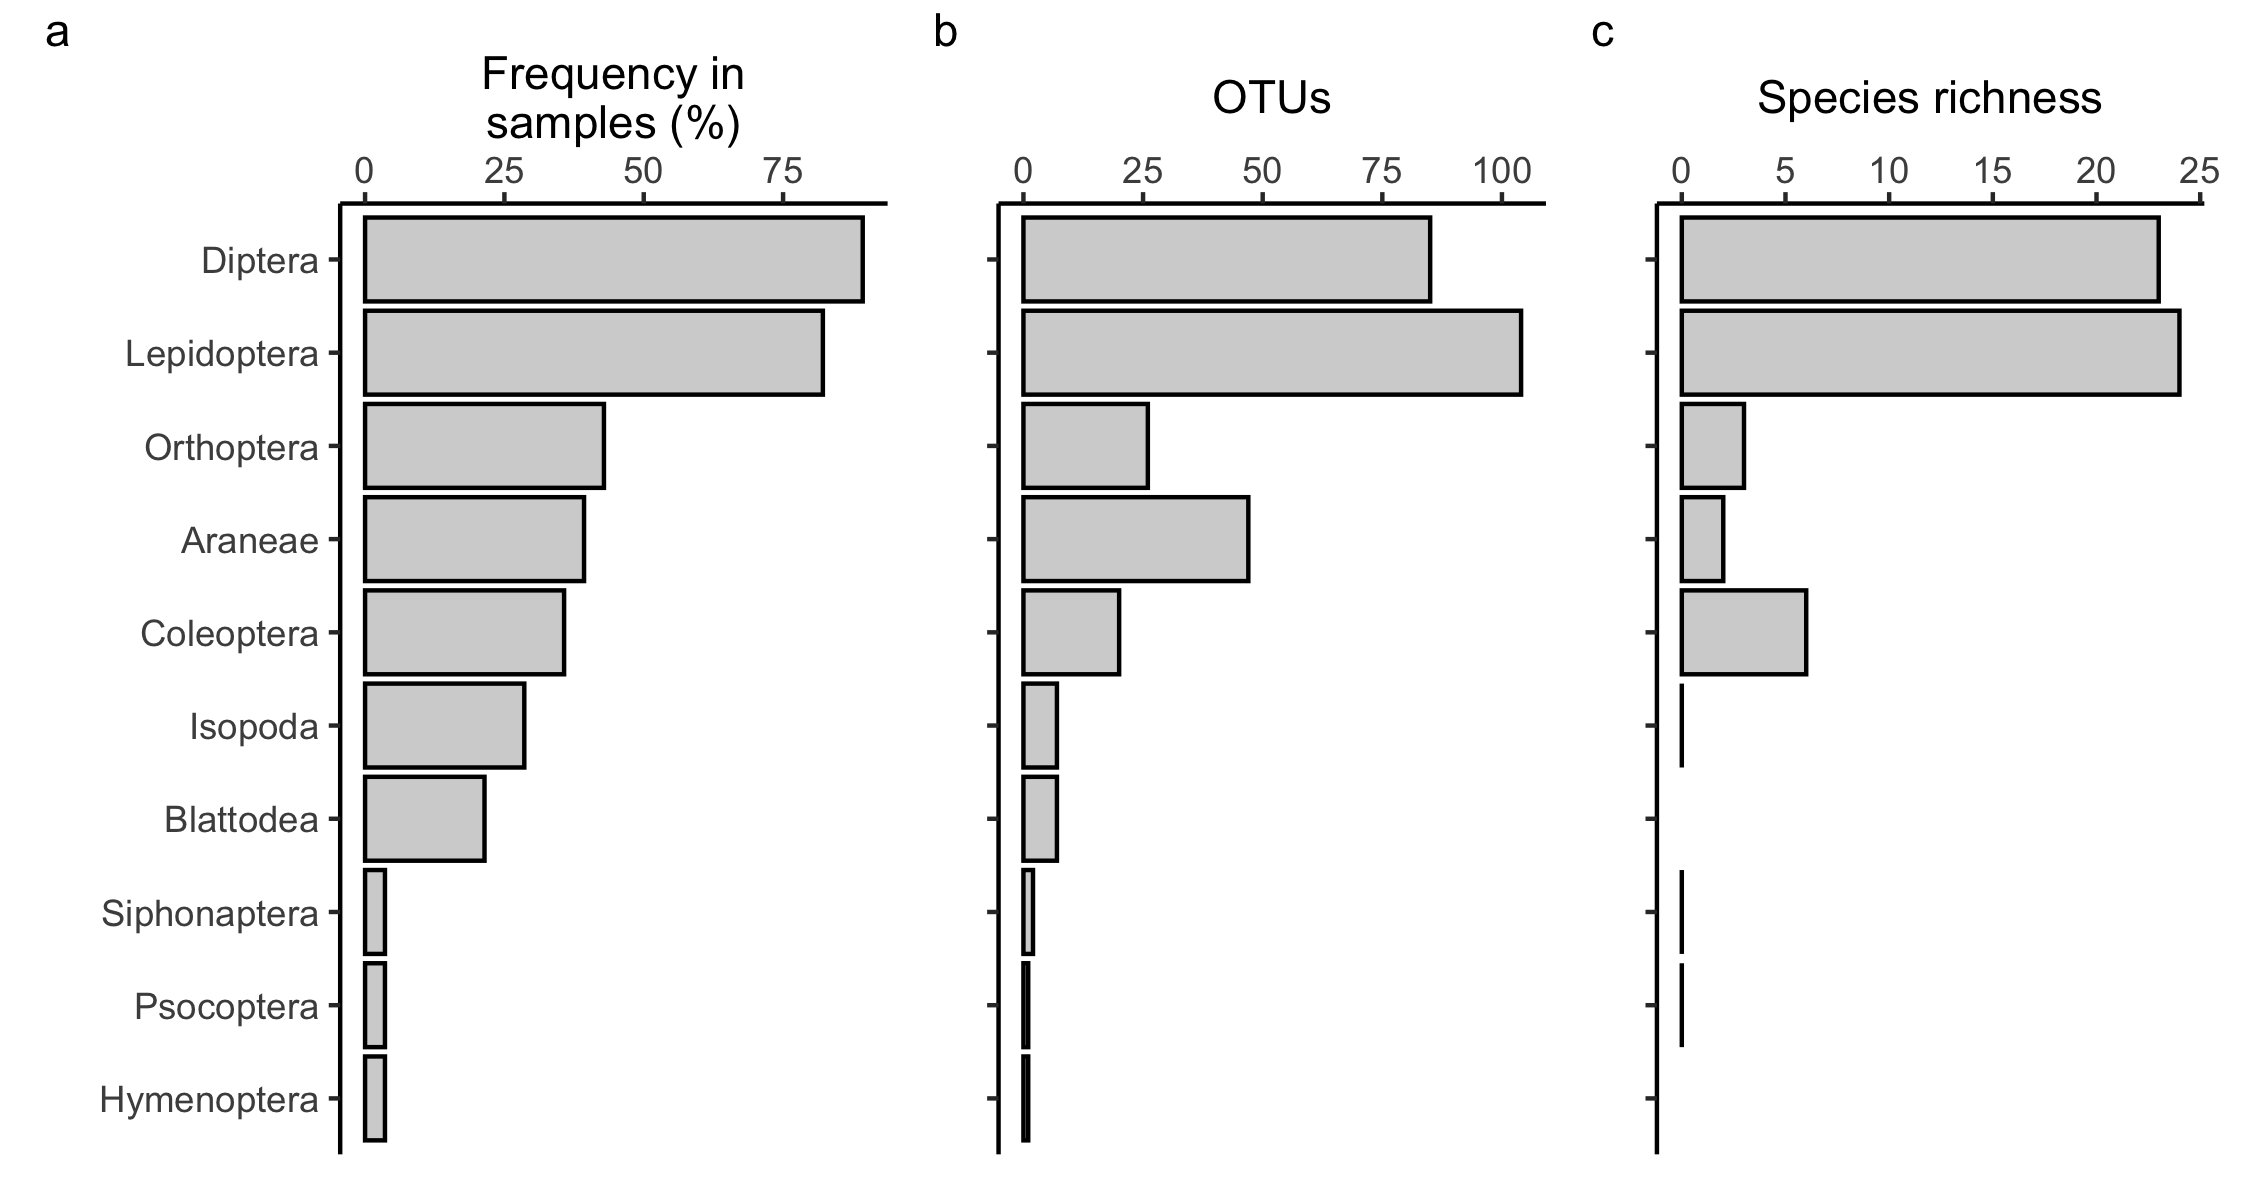 a
Frequency in
samples (%)
0 25 50 75
Diptera
Lepidoptera
Orthoptera
Araneae
Coleoptera
Isopoda
Blattodea
Siphonaptera
Psocoptera
Hymenoptera
b
OTUs
0 25 50 75 100
c
Species richness
0 5 10 15 20 25